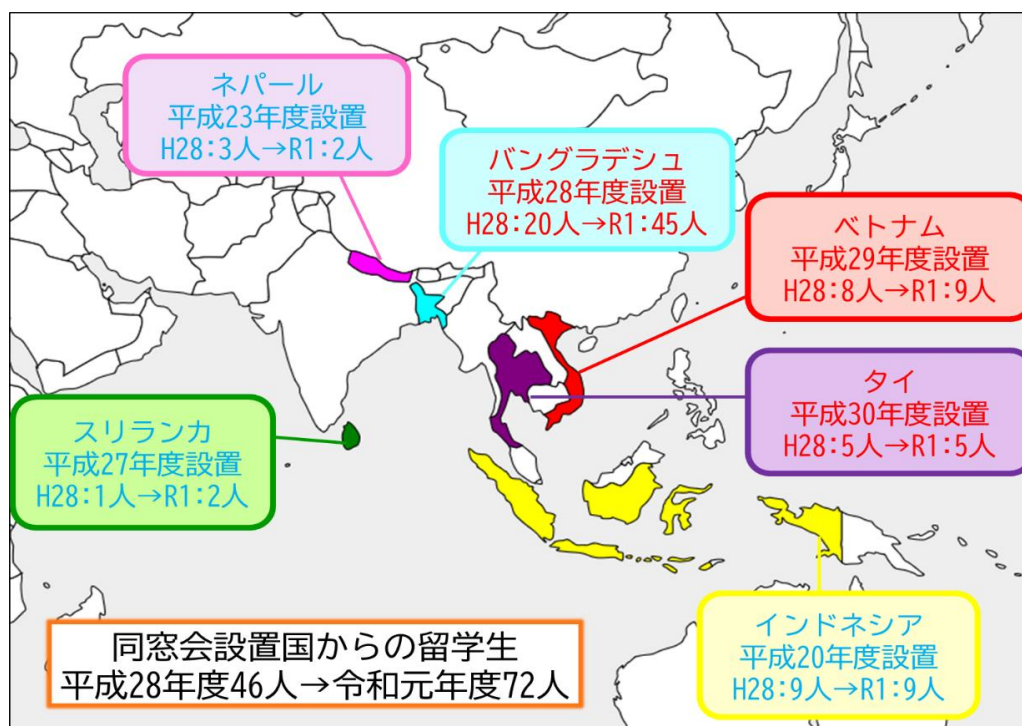 ネパール
平成23年度設置
H28:3人→R1:2人
バングラデシュ
平成28年度設置
H28:20人→R1:45人
ベトナム
平成29年度設置
H28:8人→R1:9人
タイ
平成30年度設置
H28:5人→R1:5人
スリランカ
平成27年度設置
H28:1人→R1:2人
インドネシア
平成20年度設置
H28:9人→R1:9人
同窓会設置国からの留学生
平成28年度46人→令和元年度72人